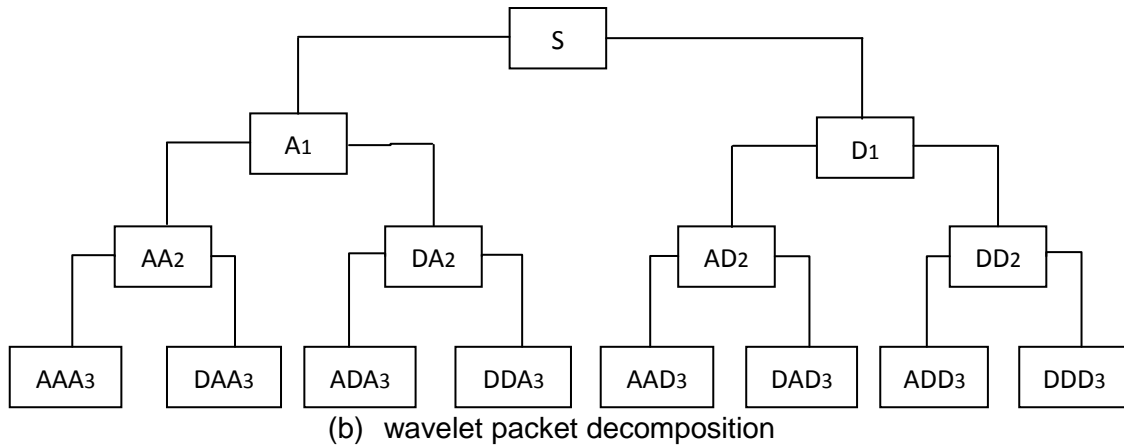 S
A1 D1
AA2 DA2 AD2 DD2
AAA3 DAA3 ADA3 DDA3 AAD3 DAD3 ADD3 DDD3
(b) wavelet packet decomposition